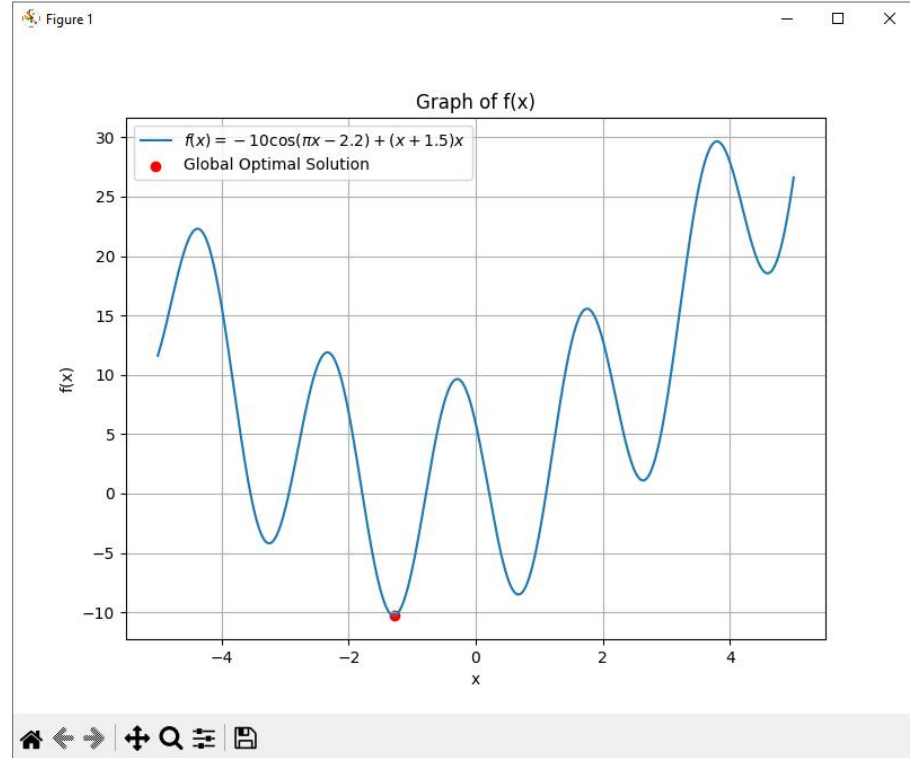 Figure 1
Graph of f(x)
f(x) = −10cos(πx − 2.2) + (x + 1.5)x
Global Optimal Solution
30
25
20
15
10
5
0
−5
−10
f(x)
−4 −2 0 2 4
x